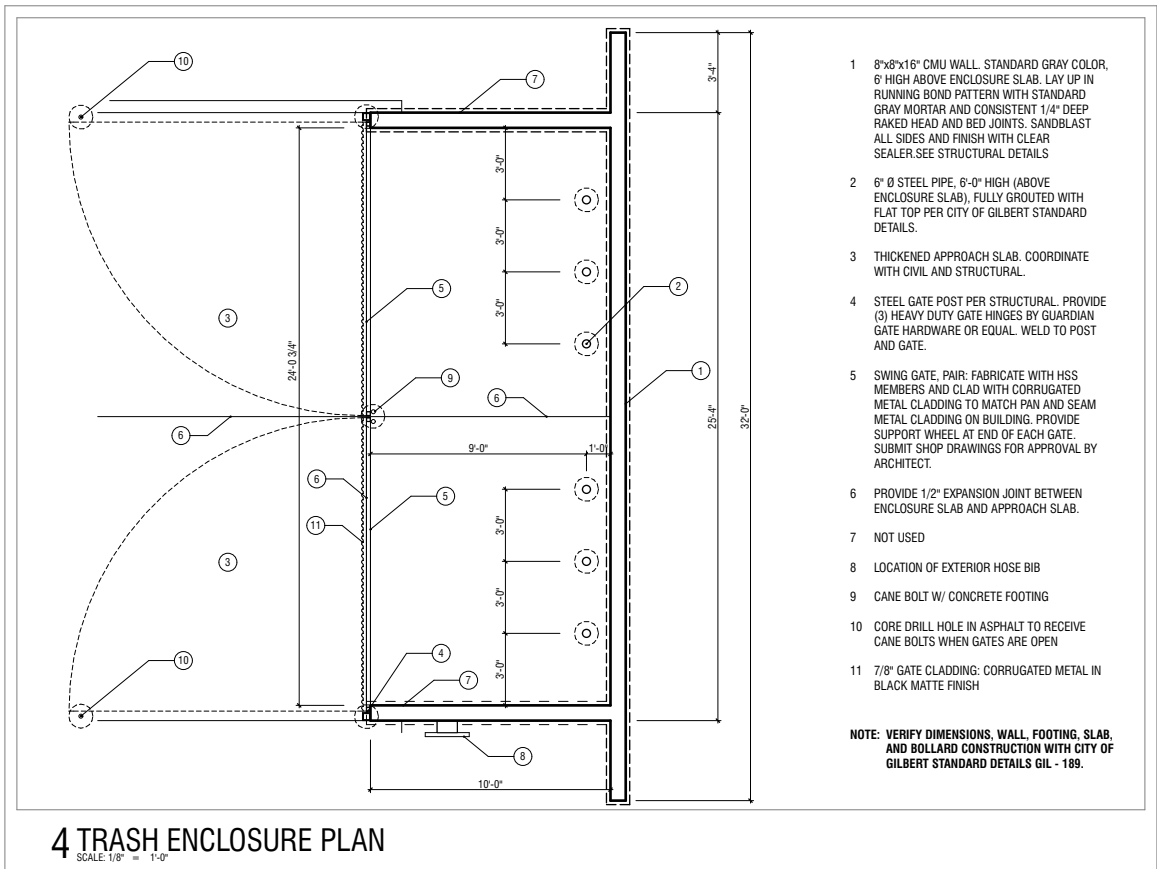 10
7
3'-4"
3'-0"
3'-0"
3'-0"
5
2
3
24'-0 3/4"
9
1
6
6
25'-4"
32'-0"
9'-0"
1'-0"
6
5
11
3'-0"
3
3'-0"
3'-0"
10
4
7
8
10'-0"
1 8"x8"x16" CMU WALL. STANDARD GRAY COLOR,
6' HIGH ABOVE ENCLOSURE SLAB. LAY UP IN
RUNNING BOND PATTERN WITH STANDARD
GRAY MORTAR AND CONSISTENT 1/4" DEEP
RAKED HEAD AND BED JOINTS. SANDBLAST
ALL SIDES AND FINISH WITH CLEAR
SEALER.SEE STRUCTURAL DETAILS
2 6" Ø STEEL PIPE, 6'-0" HIGH (ABOVE
ENCLOSURE SLAB), FULLY GROUTED WITH
FLAT TOP PER CITY OF GILBERT STANDARD
DETAILS.
3 THICKENED APPROACH SLAB. COORDINATE
WITH CIVIL AND STRUCTURAL.
4 STEEL GATE POST PER STRUCTURAL. PROVIDE
(3) HEAVY DUTY GATE HINGES BY GUARDIAN
GATE HARDWARE OR EQUAL. WELD TO POST
AND GATE.
5 SWING GATE, PAIR: FABRICATE WITH HSS
MEMBERS AND CLAD WITH CORRUGATED
METAL CLADDING TO MATCH PAN AND SEAM
METAL CLADDING ON BUILDING. PROVIDE
SUPPORT WHEEL AT END OF EACH GATE.
SUBMIT SHOP DRAWINGS FOR APPROVAL BY
ARCHITECT.
6 PROVIDE 1/2" EXPANSION JOINT BETWEEN
ENCLOSURE SLAB AND APPROACH SLAB.
7 NOT USED
8 LOCATION OF EXTERIOR HOSE BIB
9 CANE BOLT W/ CONCRETE FOOTING
10 CORE DRILL HOLE IN ASPHALT TO RECEIVE
CANE BOLTS WHEN GATES ARE OPEN
11 7/8" GATE CLADDING: CORRUGATED METAL IN
BLACK MATTE FINISH
NOTE: VERIFY DIMENSIONS, WALL, FOOTING, SLAB,
AND BOLLARD CONSTRUCTION WITH CITY OF
GILBERT STANDARD DETAILS GIL - 189.
4 TRASH ENCLOSURE PLAN
SCALE: 1/8" = 1'-0"